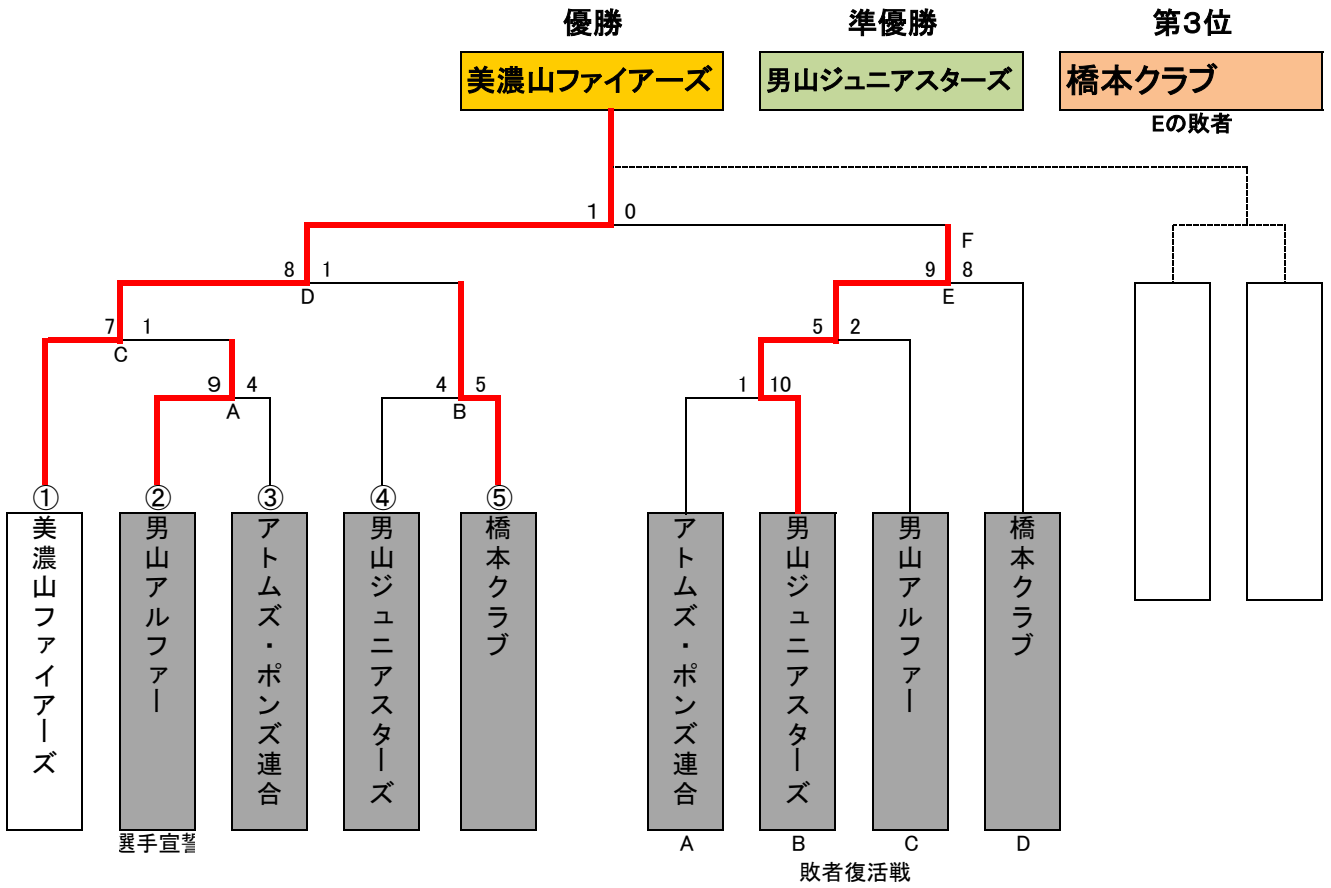 優勝 準優勝 第3位
美濃山ファイアーズ 男山ジュニアスターズ 橋本クラブ
Eの敗者
1 0
F
8 1 9 8
D E
7 1 5 2
C
9 4 4 5 1 10
A B
① ② ③ ④ ⑤
美濃山ファイアーズ
男山アルファー
アトムズ・ポンズ連合
男山ジュニアスターズ
橋本クラブ
アトムズ・ポンズ連合
男山ジュニアスターズ
男山アルファー
橋本クラブ
選手宣誓 A B C D
敗者復活戦